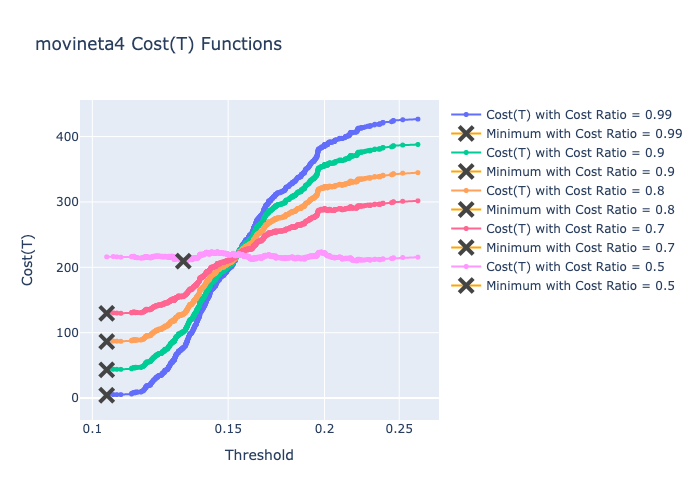 movineta4 Cost(T) Functions
Cost(T) with Cost Ratio = 0.99
Minimum with Cost Ratio = 0.99
Cost(T) with Cost Ratio = 0.9
Minimum with Cost Ratio = 0.9
Cost(T) with Cost Ratio = 0.8
Minimum with Cost Ratio = 0.8
Cost(T) with Cost Ratio = 0.7
Minimum with Cost Ratio = 0.7
Cost(T) with Cost Ratio = 0.5
Minimum with Cost Ratio = 0.5
Cost(T)
400
300
200
100
0
0.1
0.15
0.2
0.25
Threshold